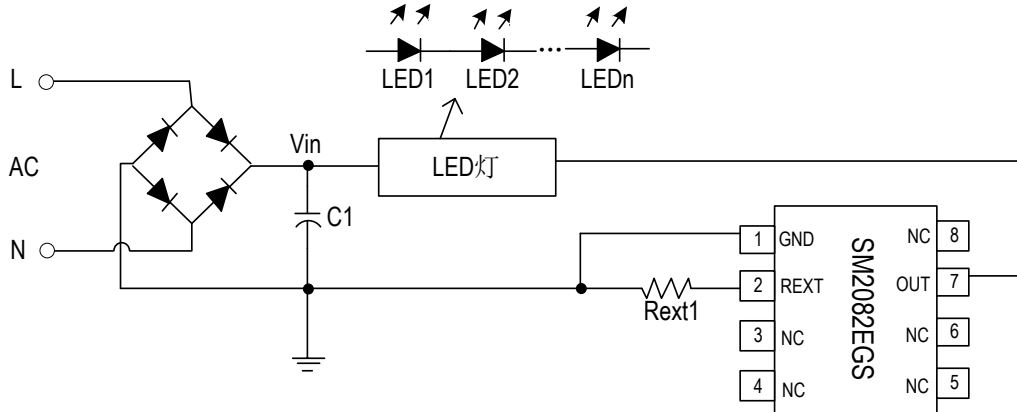 LED1 LED2 LEDn
L
Vin
AC
LED灯
C1
N
1 GND
2 REXT
3 NC
4 NC
Rext1
SM2082EGS
NC 8
OUT 7
NC 6
NC 5